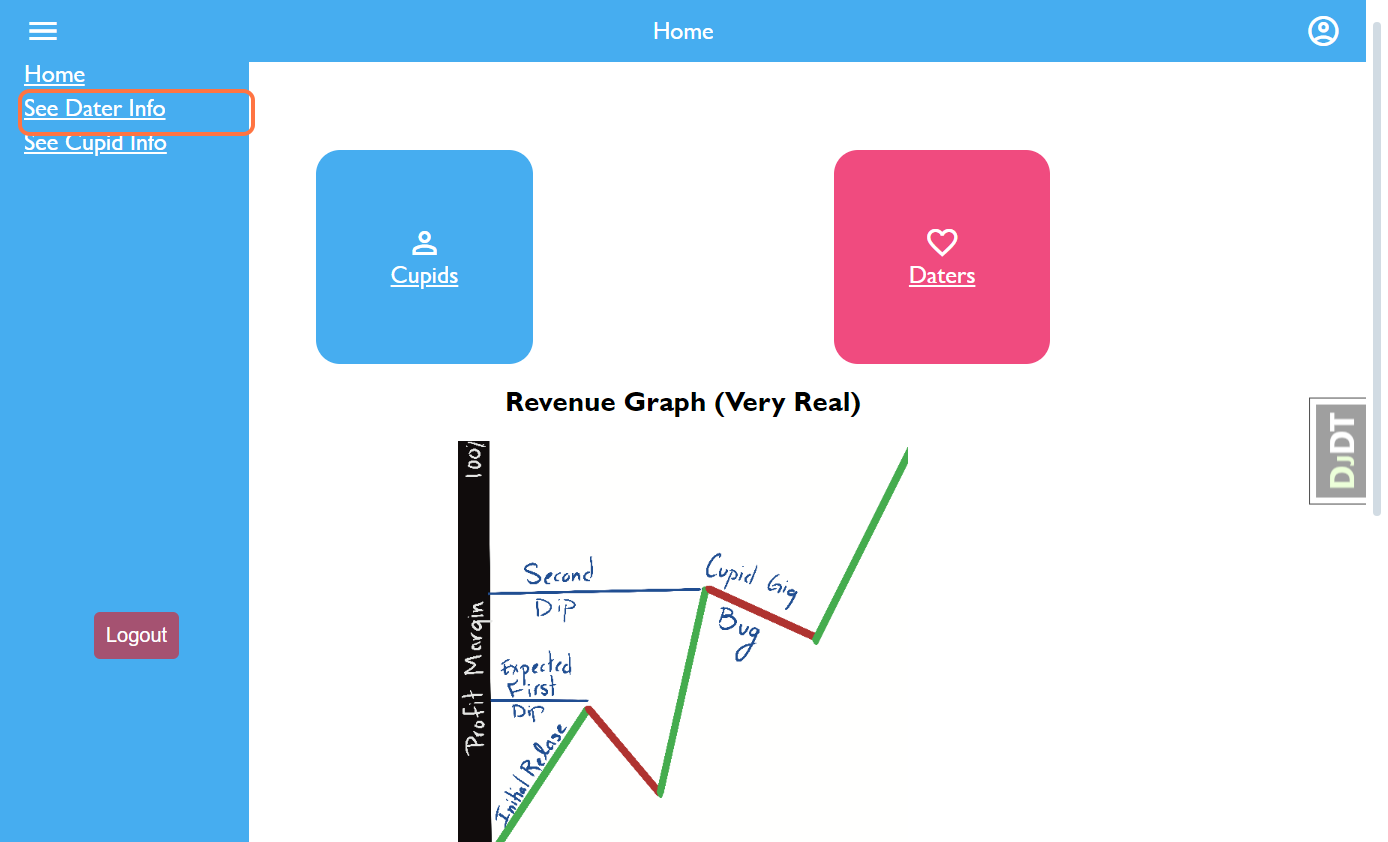 Home
Home
See Dater Info
See Cupid Info
Cupids
Daters
Revenue Graph (Very Real)
DJDT
100%
Second
Dip
Cupid Gig
Bug
Profit Margin
Expected
First
Dip
Initial Relase
Logout